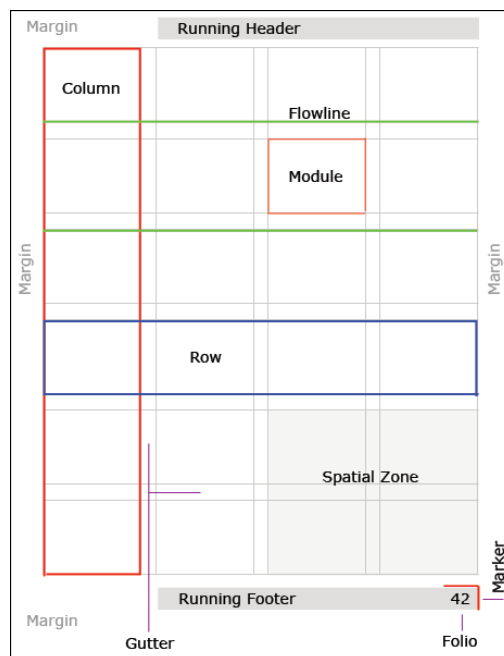 Margin
Running Header
Column
Flowline
Module
Margin
Margin
Row
Spatial Zone
Marker
Running Footer
42
Margin
Gutter
Folio